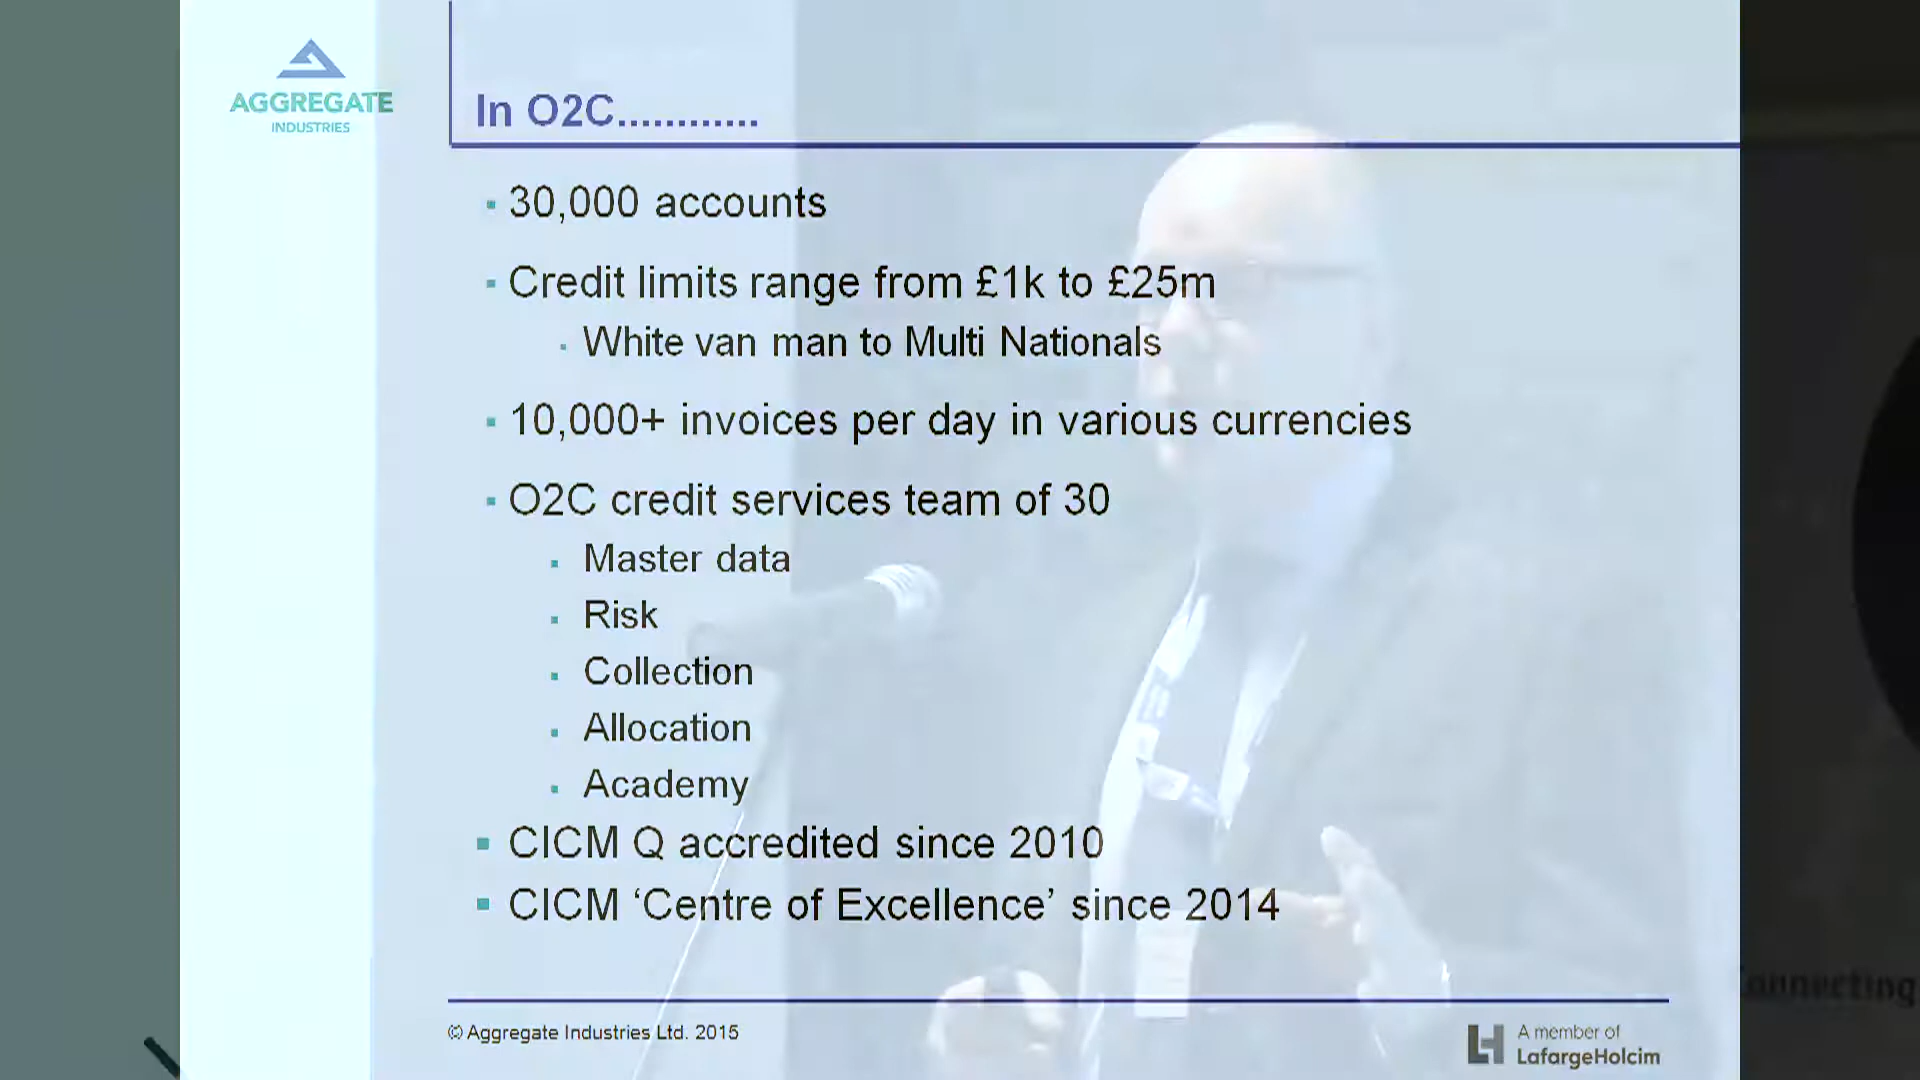 AGGREGATE
INDUSTRIES
In O2C............
30,000 accounts
Credit limits range from £1k to £25m
White van man to Multi Nationals
10,000+ invoices per day in various currencies
O2C credit services team of 30
Master data
Risk
Collection
Allocation
Academy
CICM Q accredited since 2010
CICM ‘Centre of Excellence’ since 2014
© Aggregate Industries Ltd. 2015
A member of
LafargeHolcim
Connecting